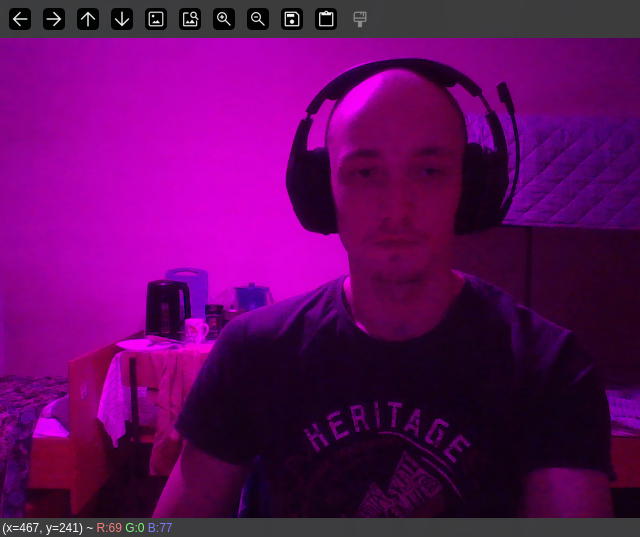 HERITAGE
(x=467, y=241) ~ R:69 G:0 B:77